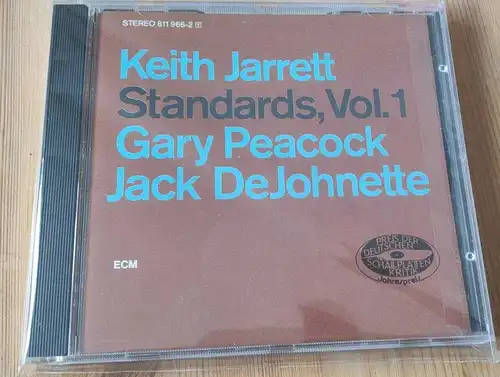 STEREO 811 966-2
Keith Jarrett
Standards, Vol. 1
Gary Peacock
Jack DeJohnette
ECM
PREIS DER
DEUTSCHEN
SCHALLPLATTEN
KRITIK
Jahrespreis